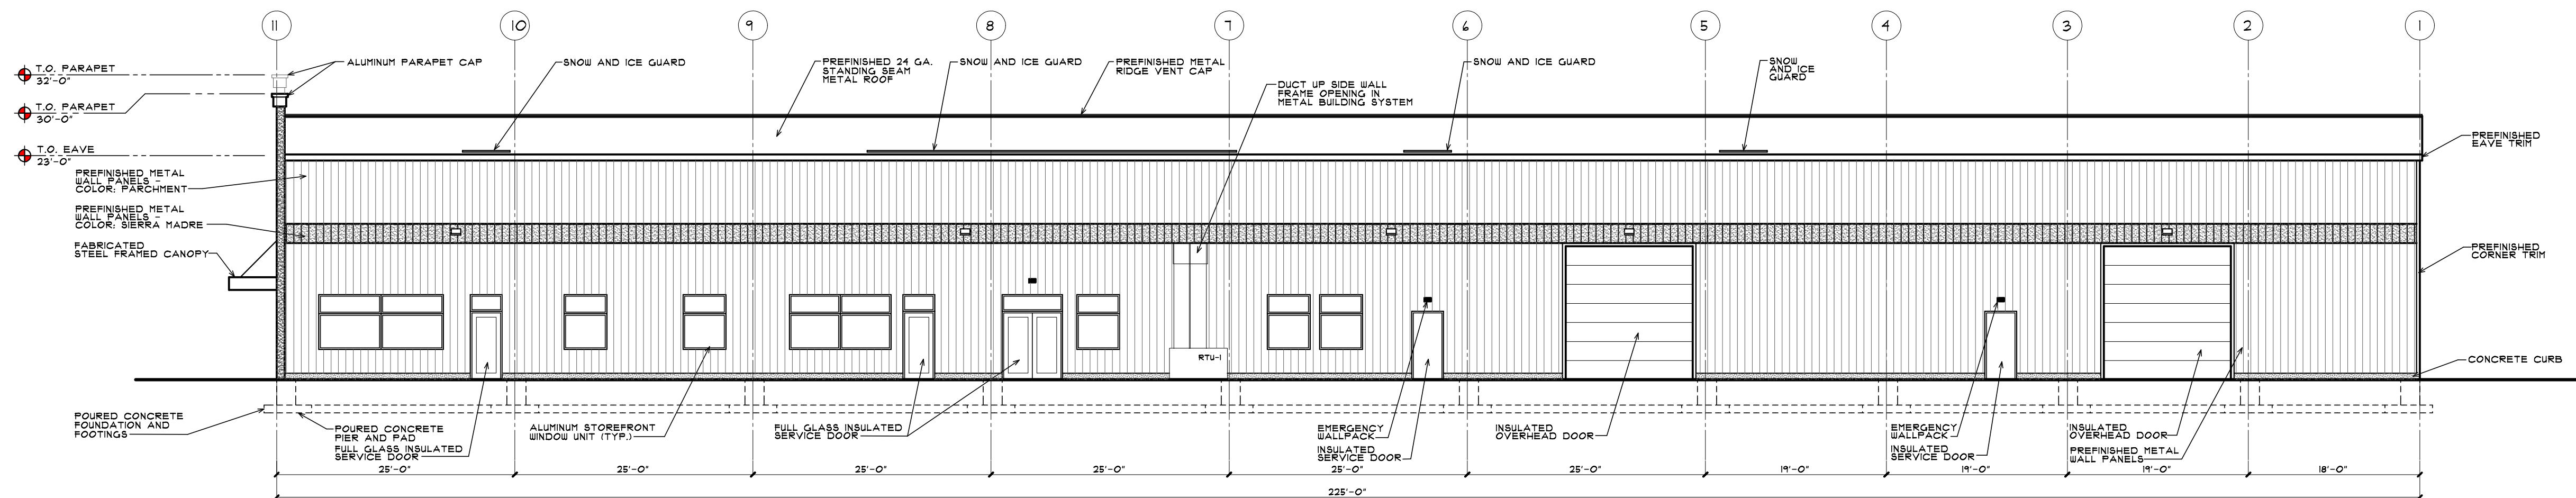 11 10 9 8 7 6 5 4 3 2 1
T.O. PARAPET
32'-0"
T.O. PARAPET
30'-0"
T.O. EAVE
23'-0"
ALUMINUM PARAPET CAP
SNOW AND ICE GUARD
PREFINISHED 24 GA.
STANDING SEAM
METAL ROOF
SNOW AND ICE GUARD
PREFINISHED METAL
RIDGE VENT CAP
DUCT UP SIDE WALL
FRAME OPENING IN
METAL BUILDING SYSTEM
SNOW AND ICE GUARD
SNOW
AND ICE
GUARD
PREFINISHED
EAVE TRIM
PREFINISHED METAL
WALL PANELS -
COLOR: PARCHMENT
PREFINISHED METAL
WALL PANELS -
COLOR: SIERRA MADRE
FABRICATED
STEEL FRAMED CANOPY
PREFINISHED
CORNER TRIM
RTU-1
CONCRETE CURB
POURED CONCRETE
FOUNDATION AND
FOOTINGS
POURED CONCRETE
PIER AND PAD
FULL GLASS INSULATED
SERVICE DOOR
ALUMINUM STOREFRONT
WINDOW UNIT (TYP.)
FULL GLASS INSULATED
SERVICE DOOR
EMERGENCY
WALLPACK
INSULATED
SERVICE DOOR
INSULATED
OVERHEAD DOOR
EMERGENCY
WALLPACK
INSULATED
SERVICE DOOR
INSULATED
OVERHEAD DOOR
PREFINISHED METAL
WALL PANELS
25'-0" 25'-0" 25'-0" 25'-0" 25'-0" 25'-0" 19'-0" 19'-0" 19'-0" 18'-0"
225'-0"